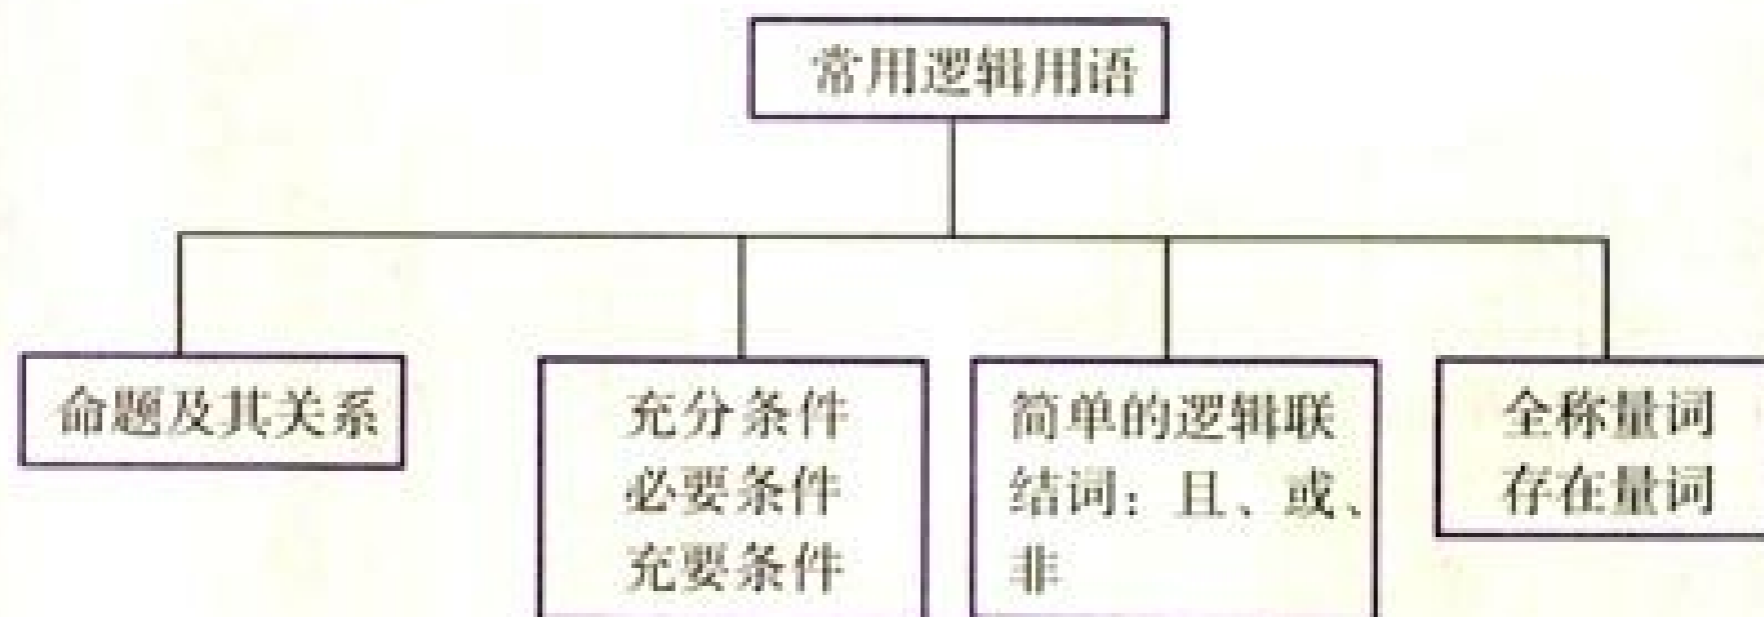 常用逻辑用语
命题及其关系
充分条件
必要条件
充要条件
简单的逻辑联
结词：且、或、
非
全称量词
存在量词